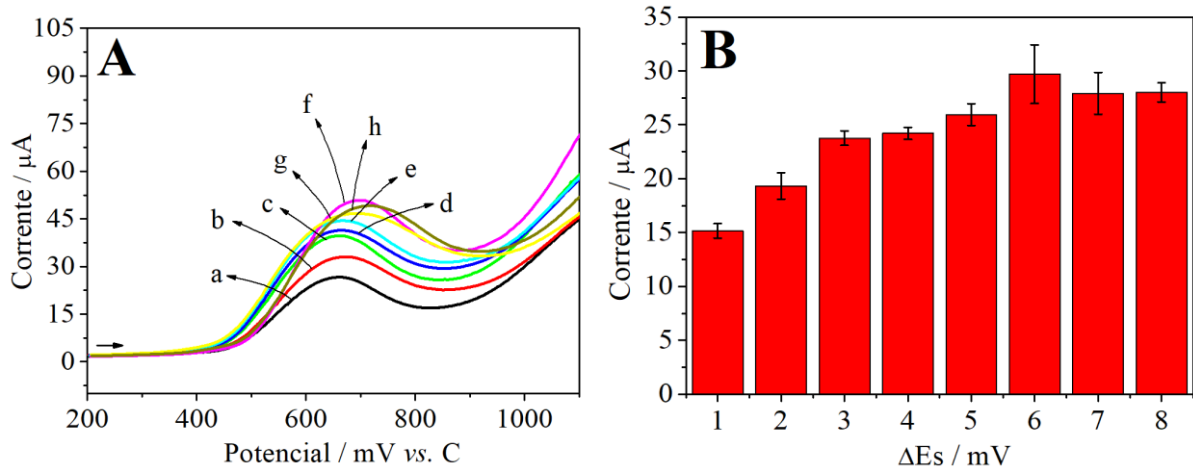 A
Corrente / µA
105
90
75
60
45
30
15
0
a
b
c
g
f
h
e
d
200
400
600
800
1000
Potencial / mV vs. C
B
Corrente / µA
35
30
25
20
15
10
5
0
1
2
3
4
5
6
7
8
ΔEs / mV